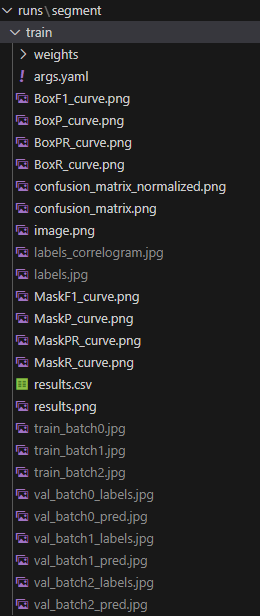 runs\segment
train
weights
args.yaml
BoxF1_curve.png
BoxP_curve.png
BoxPR_curve.png
BoxR_curve.png
confusion_matrix_normalized.png
confusion_matrix.png
image.png
labels_correlogram.jpg
labels.jpg
MaskF1_curve.png
MaskP_curve.png
MaskPR_curve.png
MaskR_curve.png
results.csv
results.png
train_batch0.jpg
train_batch1.jpg
train_batch2.jpg
val_batch0_labels.jpg
val_batch0_pred.jpg
val_batch1_labels.jpg
val_batch1_pred.jpg
val_batch2_labels.jpg
val_batch2_pred.jpg